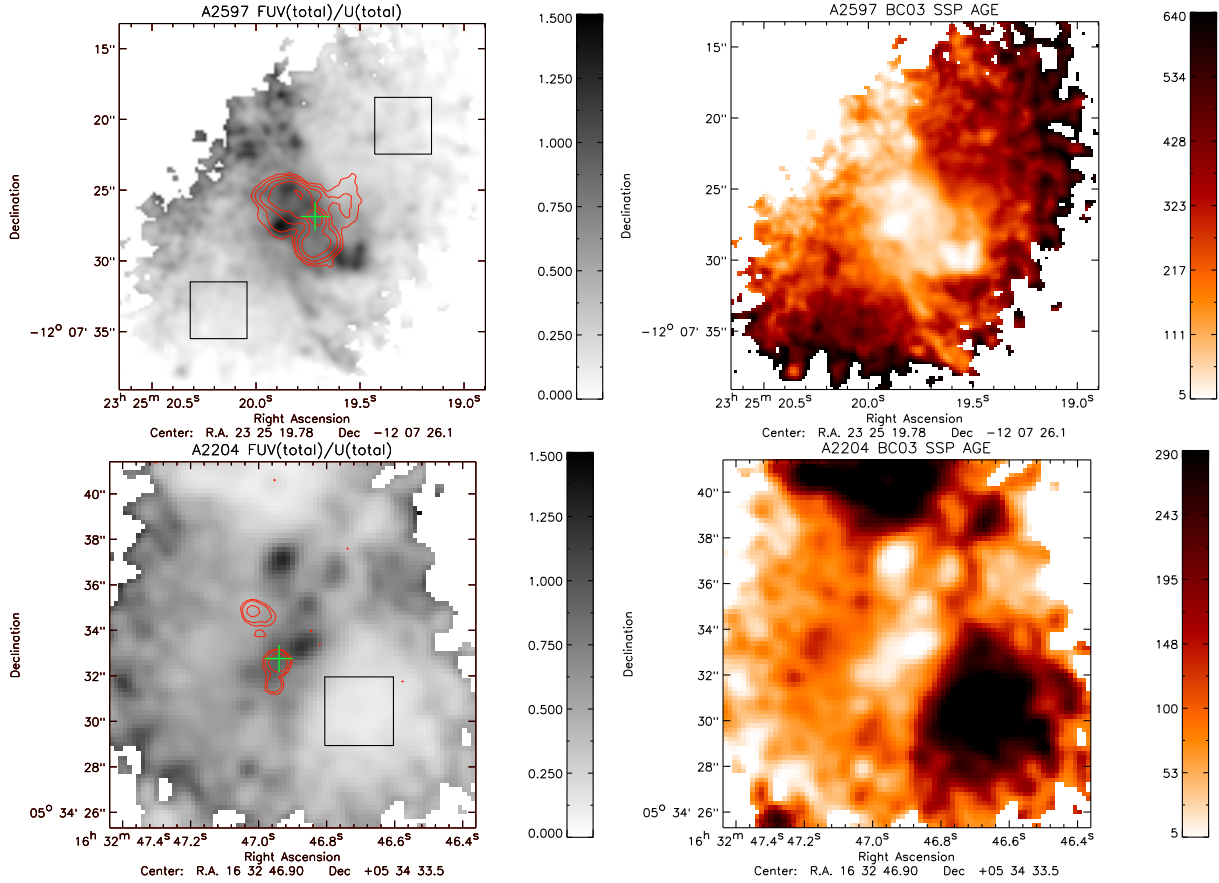 A2597 FUV(total)/U(total)
1.500
1.250
1.000
0.750
0.500
0.250
0.000
15''
20''
25''
30''
−12° 07' 35''
Declination
23ʰ 25ᵐ 20.5ˢ 20.0ˢ 19.5ˢ 19.0ˢ
Right Ascension
Center: R.A. 23 25 19.78 Dec −12 07 26.1
A2597 BC03 SSP AGE
640
534
428
323
217
111
5
15''
20''
25''
30''
−12° 07' 35''
Declination
23ʰ 25ᵐ 20.5ˢ 20.0ˢ 19.5ˢ 19.0ˢ
Right Ascension
Center: R.A. 23 25 19.78 Dec −12 07 26.1
A2204 FUV(total)/U(total)
1.500
1.250
1.000
0.750
0.500
0.250
0.000
40''
38''
36''
34''
32''
30''
28''
05° 34' 26''
Declination
16ʰ 32ᵐ 47.4ˢ 47.2ˢ 47.0ˢ 46.8ˢ 46.6ˢ 46.4ˢ
Right Ascension
Center: R.A. 16 32 46.90 Dec +05 34 33.5
A2204 BC03 SSP AGE
290
243
195
148
100
53
5
40''
38''
36''
34''
32''
30''
28''
05° 34' 26''
Declination
16ʰ 32ᵐ 47.4ˢ 47.2ˢ 47.0ˢ 46.8ˢ 46.6ˢ 46.4ˢ
Right Ascension
Center: R.A. 16 32 46.90 Dec +05 34 33.5